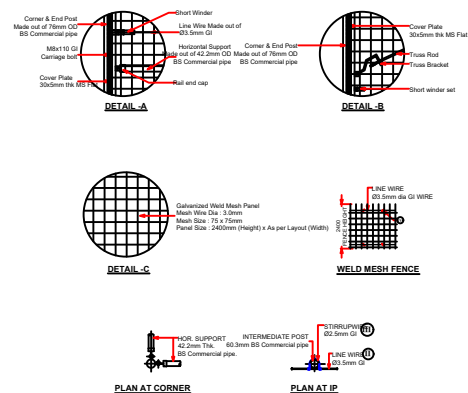 Short Winder
Corner & End Post
Made out of 76mm OD
BS Commercial pipe
Line Wire Made out of
Ø3.5mm GI
M8x110 GI
Carriage bolt
Horizontal Support
Made out of 42.2mm OD
BS Commercial pipe
Cover Plate
30x5mm thk MS Flat
Rail end cap
DETAIL -A
Cover Plate
30x5mm thk MS Flat
Corner & End Post
Made out of 76mm OD
BS Commercial pipe
Truss Rod
Truss Bracket
Short winder set
DETAIL -B
Galvanized Weld Mesh Panel
Mesh Wire Dia : 3.0mm
Mesh Size : 75 x 75mm
Panel Size : 2400mm (Height) x As per Layout (Width)
DETAIL -C
LINE WIRE
Ø3.5mm dia GI WIRE
2400
FENCE HEIGHT
WELD MESH FENCE
HOR. SUPPORT
42.2mm Thk.
BS Commercial pipe.
PLAN AT CORNER
STIRRUPWIRE
Ø2.5mm GI
INTERMEDIATE POST
60.3mm BS Commercial pipe
LINE WIRE
Ø3.5mm GI
PLAN AT IP